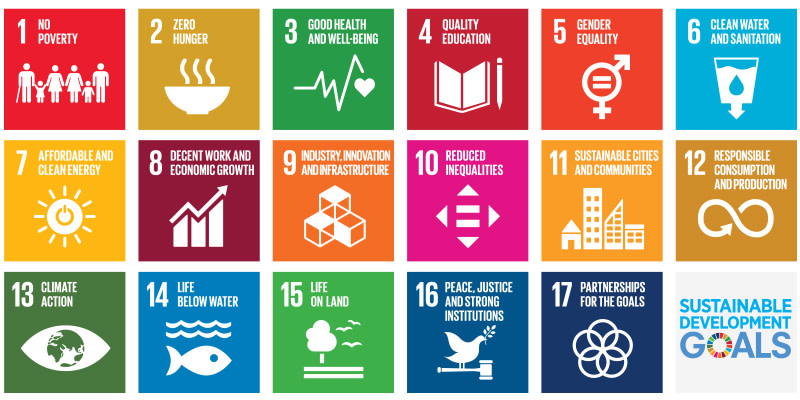 1 NO
POVERTY
2 ZERO
HUNGER
3 GOOD HEALTH
AND WELL-BEING
4 QUALITY
EDUCATION
5 GENDER
EQUALITY
6 CLEAN WATER
AND SANITATION
7 AFFORDABLE AND
CLEAN ENERGY
8 DECENT WORK AND
ECONOMIC GROWTH
9 INDUSTRY, INNOVATION
AND INFRASTRUCTURE
10 REDUCED
INEQUALITIES
11 SUSTAINABLE CITIES
AND COMMUNITIES
12 RESPONSIBLE
CONSUMPTION
AND PRODUCTION
13 CLIMATE
ACTION
14 LIFE
BELOW WATER
15 LIFE
ON LAND
16 PEACE, JUSTICE
AND STRONG
INSTITUTIONS
17 PARTNERSHIPS
FOR THE GOALS
SUSTAINABLE
DEVELOPMENT
GOALS